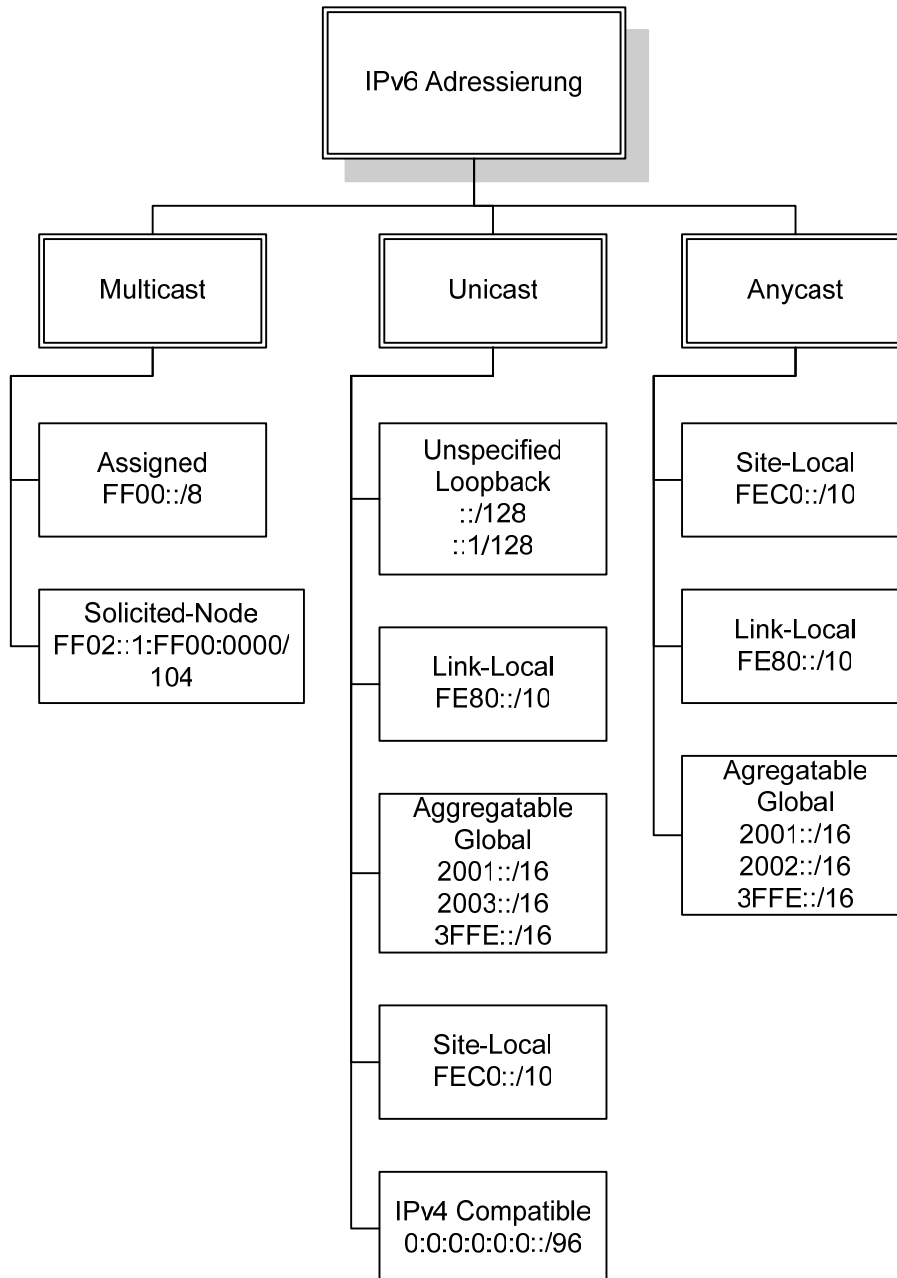 IPv6 Adressierung
Multicast
Unicast
Anycast
Assigned
FF00::/8
Solicited-Node
FF02::1:FF00:0000/
104
Unspecified
Loopback
::/128
::1/128
Link-Local
FE80::/10
Aggregatable
Global
2001::/16
2003::/16
3FFE::/16
Site-Local
FEC0::/10
IPv4 Compatible
0:0:0:0:0:0::/96
Site-Local
FEC0::/10
Link-Local
FE80::/10
Agregatable
Global
2001::/16
2002::/16
3FFE::/16